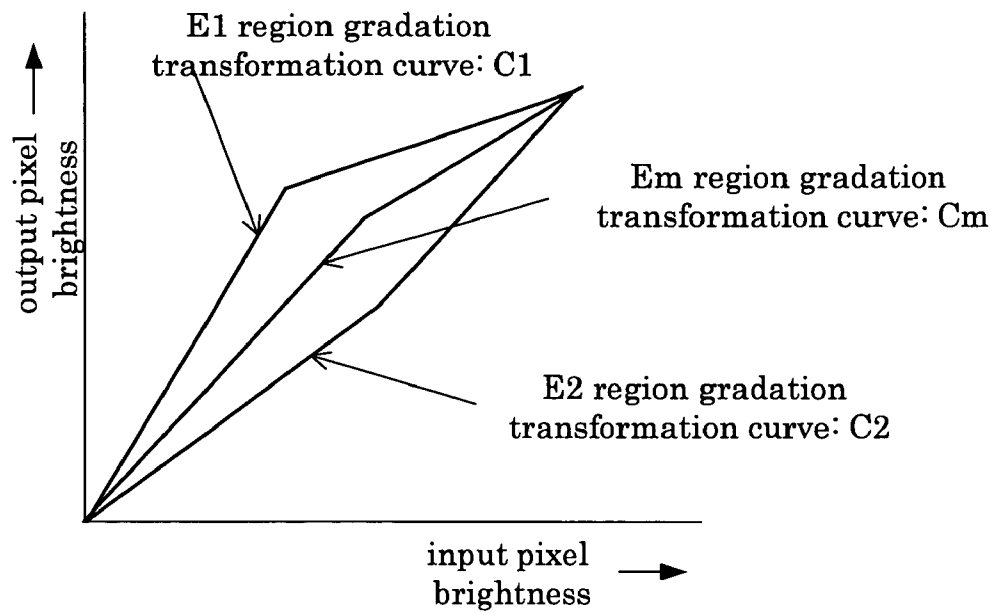 E1 region gradation
transformation curve: C1
output pixel
brightness
Em region gradation
transformation curve: Cm
E2 region gradation
transformation curve: C2
input pixel
brightness